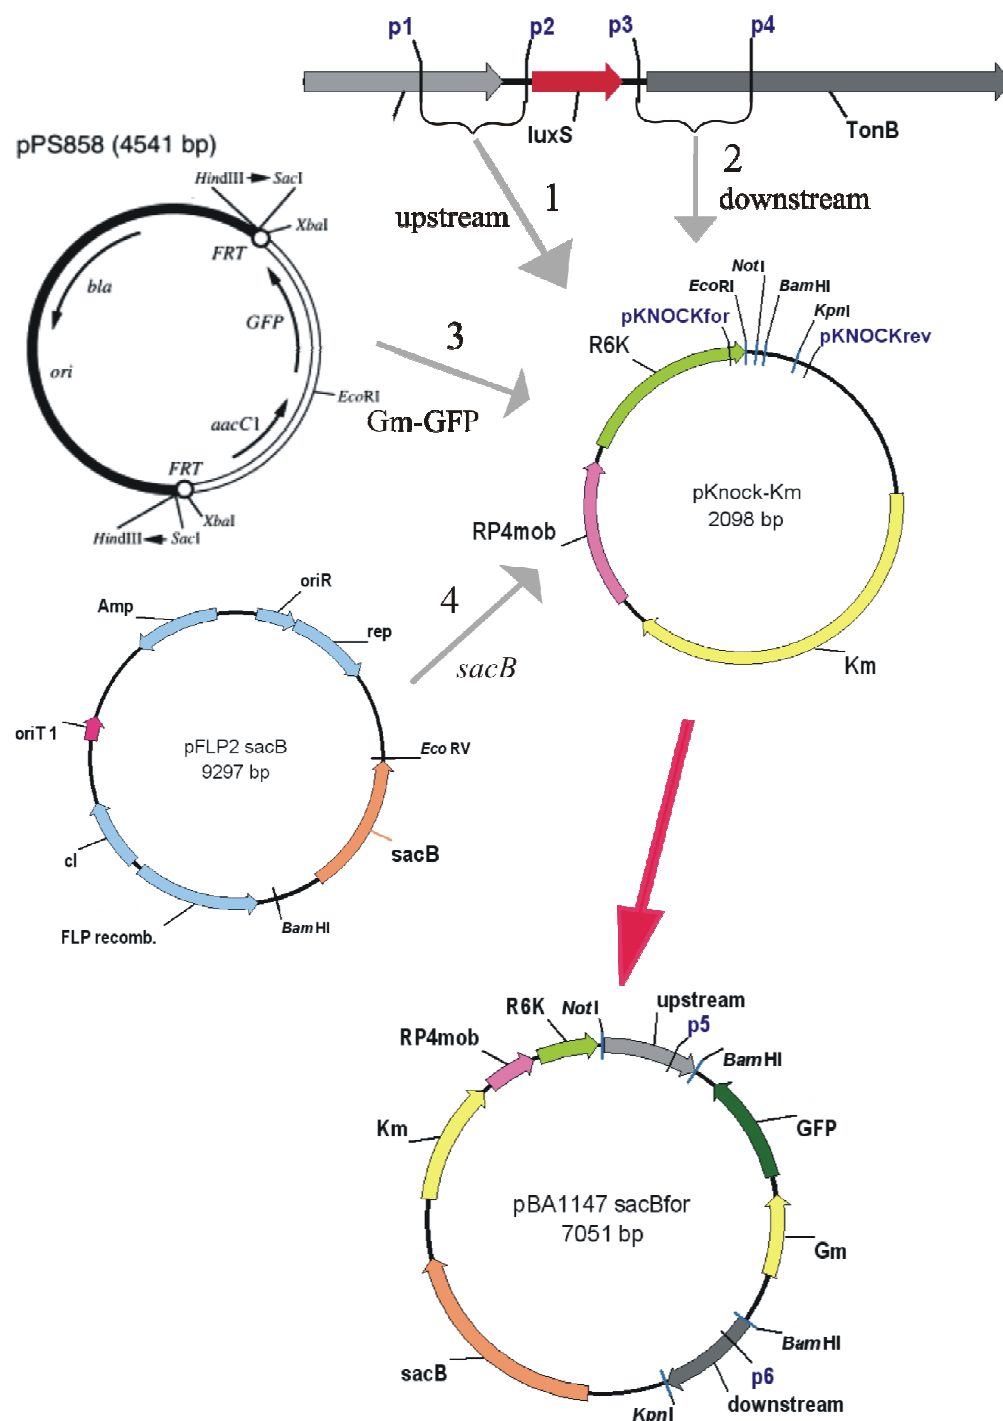 p1
p2
p3
p4
luxS
TonB
pPS858 (4541 bp)
HindIII
SacI
XbaI
FRT
bla
GFP
ori
EcoRI
aacC1
FRT
XbaI
HindIII
SacI
1
upstream
2
downstream
3
Gm-GFP
NotI
EcoRI
BamHI
KpnI
pKNOCKfor
pKNOCKrev
R6K
pKnock-Km
2098 bp
RP4mob
Km
4
sacB
oriR
Amp
rep
oriT1
pFLP2 sacB
9297 bp
Eco RV
cI
sacB
BamHI
FLP recomb.
R6K
NotI
upstream
p5
RP4mob
BamHI
Km
GFP
pBA1147 sacBfor
7051 bp
Gm
BamHI
sacB
p6
downstream
KpnI